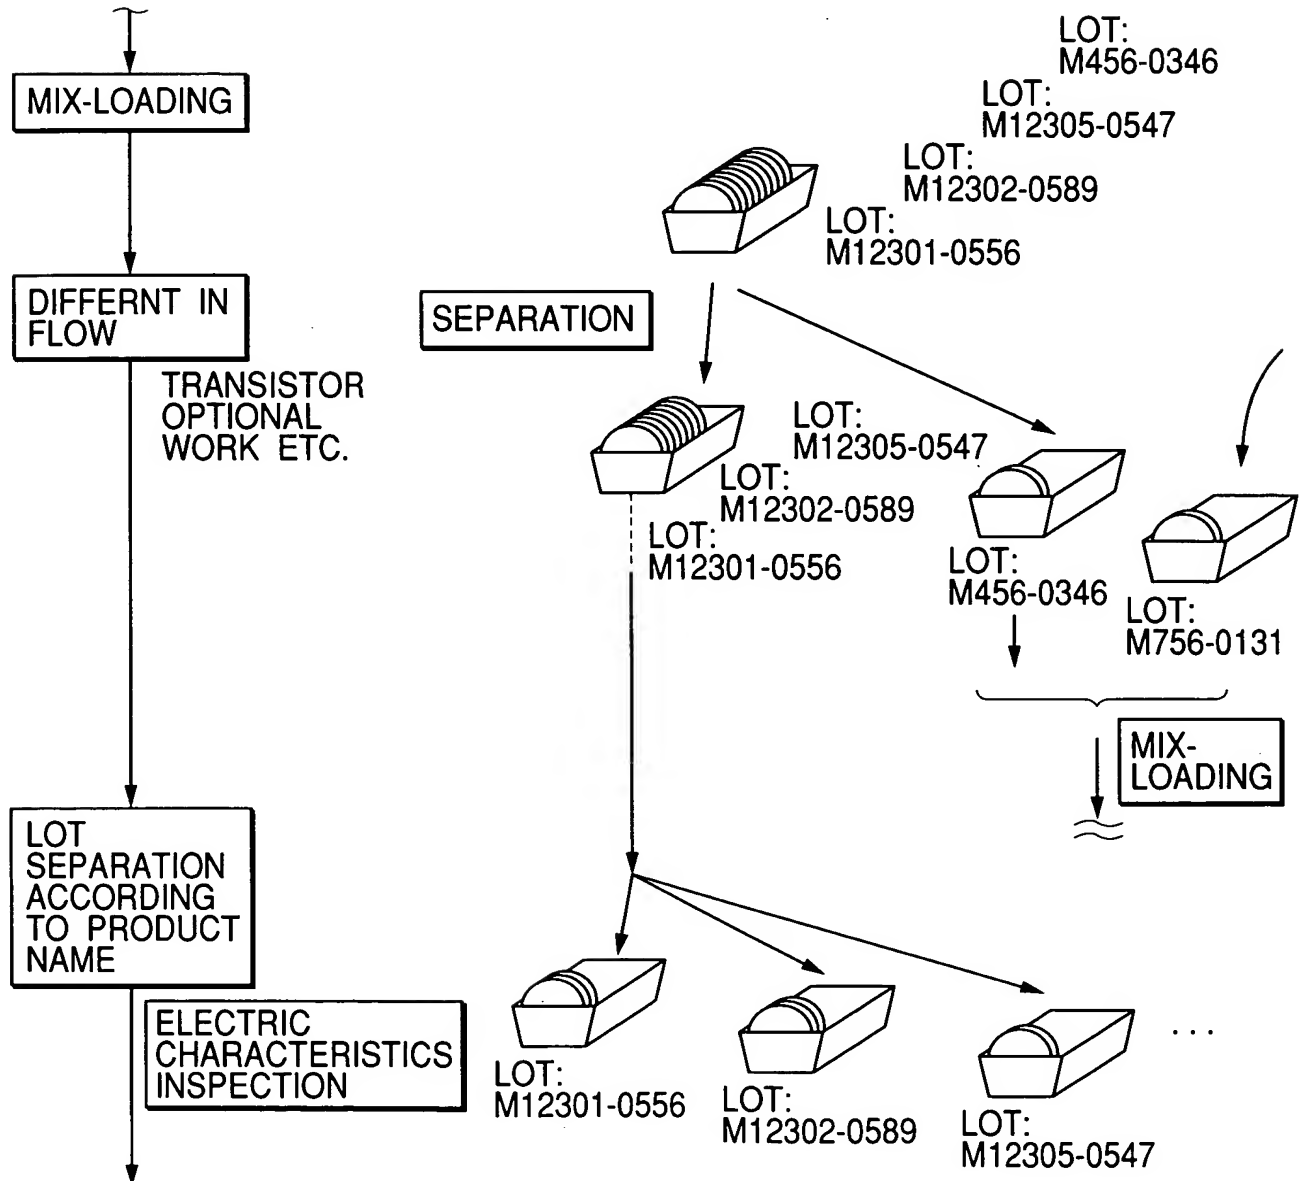 MIX-LOADING
DIFFERNT IN
FLOW
TRANSISTOR
OPTIONAL
WORK ETC.
LOT
SEPARATION
ACCORDING
TO PRODUCT
NAME
ELECTRIC
CHARACTERISTICS
INSPECTION
LOT:
M456-0346
LOT:
M12305-0547
LOT:
M12302-0589
LOT:
M12301-0556
SEPARATION
LOT:
M12305-0547
LOT:
M12302-0589
LOT:
M12301-0556
LOT:
M456-0346
LOT:
M756-0131
MIX-
LOADING
LOT:
M12301-0556
LOT:
M12302-0589
LOT:
M12305-0547
...